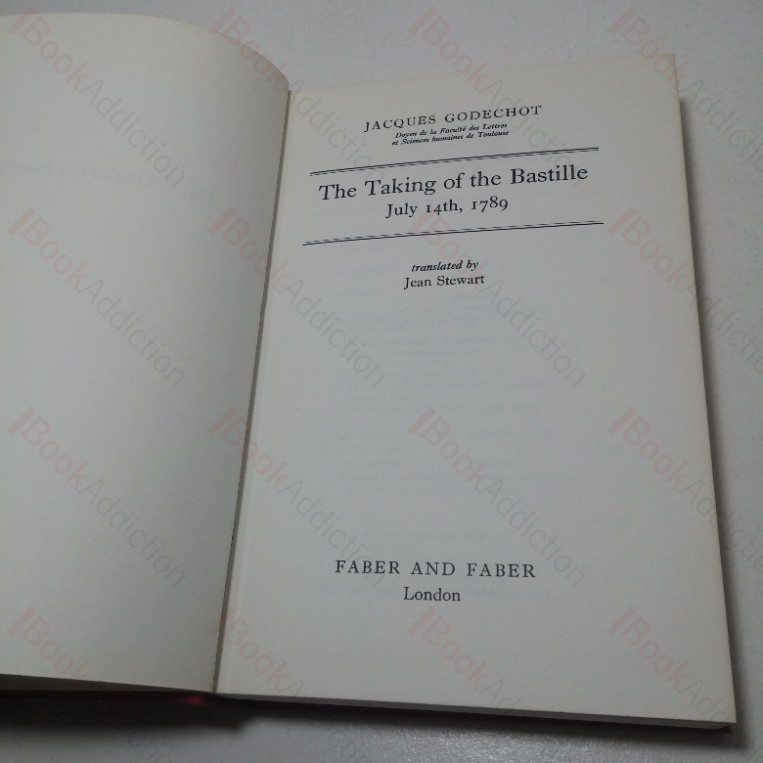 JACQUES GODECHOT
Doyen de la Faculté des Lettres
et Sciences humaines de Toulouse
The Taking of the Bastille
July 14th, 1789
translated by
Jean Stewart
FABER AND FABER
London
BookAddiction